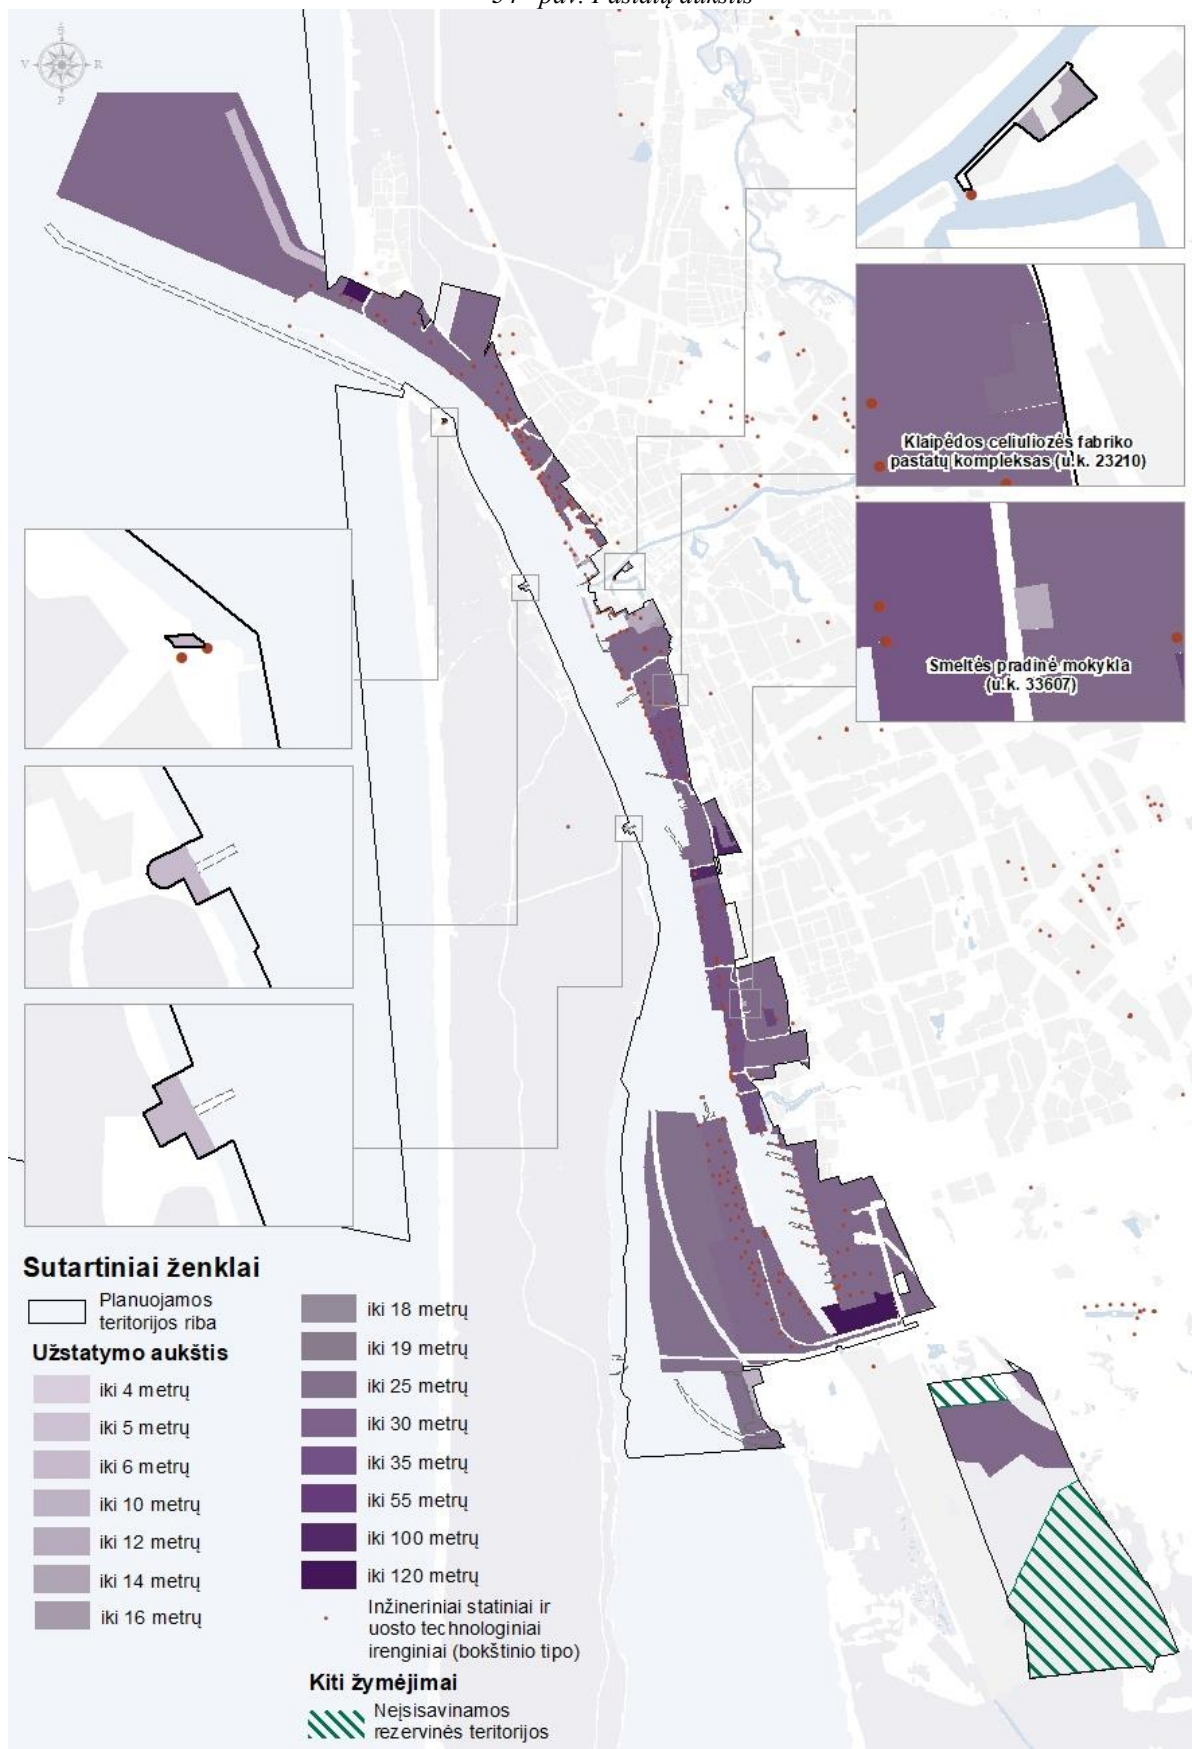 Š
V
R
P
Klaipėdos celiuliozės fabriko
pastatų kompleksas (u.k. 23210)
Smeltės pradinė mokykla
(u.k. 33607)
Sutartiniai ženklai
Planuojamos
teritorijos riba
Užstatymo aukštis
iki 4 metrų
iki 5 metrų
iki 6 metrų
iki 10 metrų
iki 12 metrų
iki 14 metrų
iki 16 metrų
iki 18 metrų
iki 19 metrų
iki 25 metrų
iki 30 metrų
iki 35 metrų
iki 55 metrų
iki 100 metrų
iki 120 metrų
Inžineriniai statiniai ir
uosto technologiniai
irenginiai (bokštinio tipo)
Kiti žymėjimai
Neįsisavinamos
rezervinės teritorijos